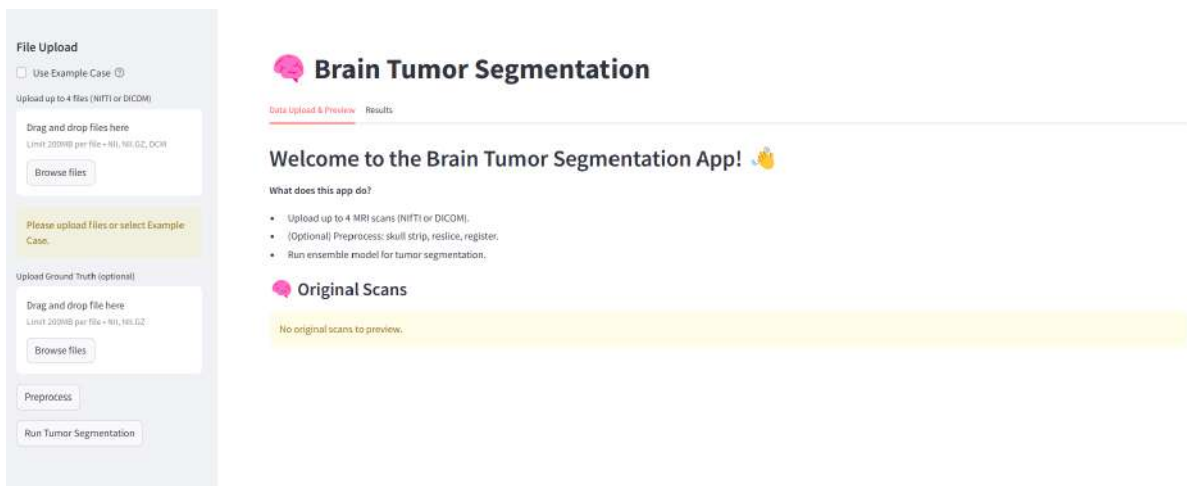 File Upload
Use Example Case
Upload up to 4 files (NIfTI or DICOM)
Drag and drop files here
Limit 200MB per file • NII, NII.GZ, DCM
Browse files
Please upload files or select Example
Case.
Upload Ground Truth (optional)
Drag and drop file here
Limit 200MB per file • NII, NII.GZ
Browse files
Preprocess
Run Tumor Segmentation
Brain Tumor Segmentation
Data Upload & Preview Results
Welcome to the Brain Tumor Segmentation App!
What does this app do?
• Upload up to 4 MRI scans (NIfTI or DICOM).
• (Optional) Preprocess: skull strip, reslice, register.
• Run ensemble model for tumor segmentation.
Original Scans
No original scans to preview.